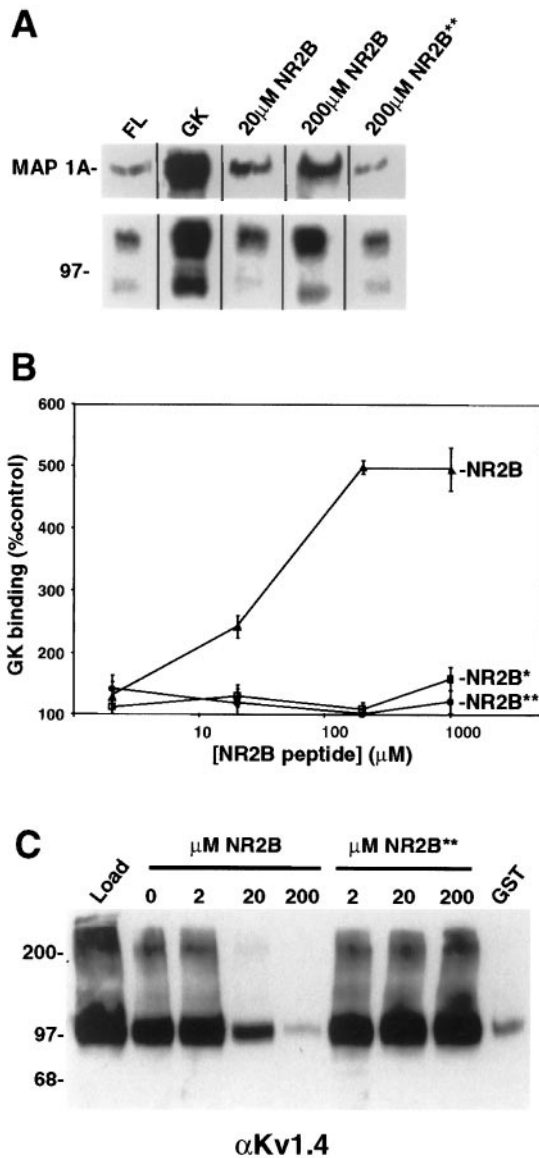 A
FL GK 20μM NR2B 200μM NR2B 200μM NR2B**
MAP 1A-
97-
B
600
500
400
300
200
100
GK binding (%control)
-NR2B
-NR2B*
-NR2B**
10 100 1000
[NR2B peptide] (μM)
C
μM NR2B μM NR2B**
Load 0 2 20 200 2 20 200 GST
200-
97-
68-
αKv1.4